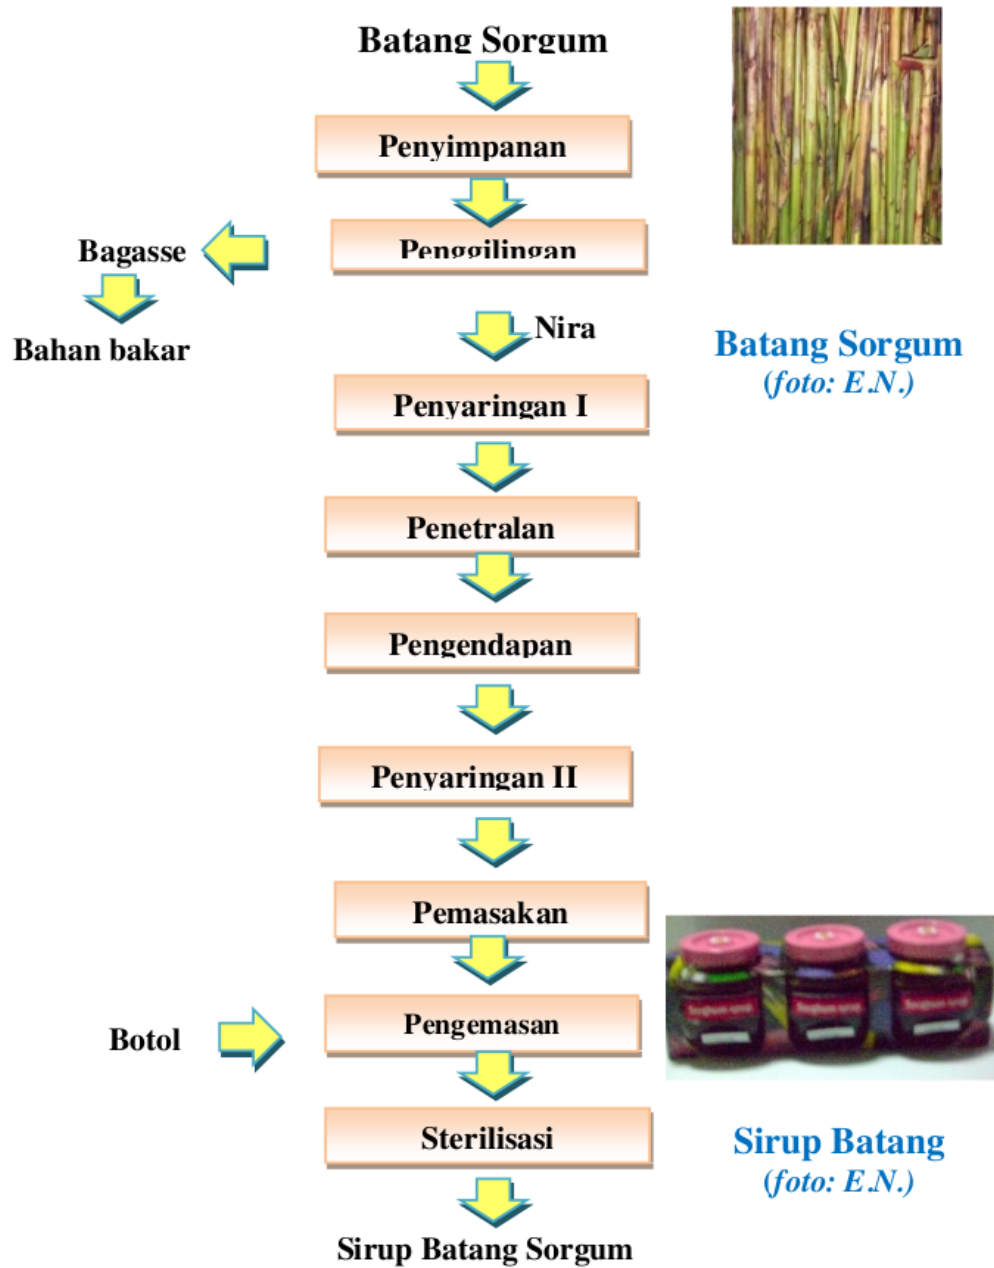 Batang Sorgum
Penyimpanan
Penggilingan
Bagasse
Bahan bakar
Nira
Batang Sorgum
(foto: E.N.)
Penyaringan I
Penetralan
Pengendapan
Penyaringan II
Pemasakan
Pengemasan
Botol
Sterilisasi
Sirup Batang
(foto: E.N.)
Sirup Batang Sorgum